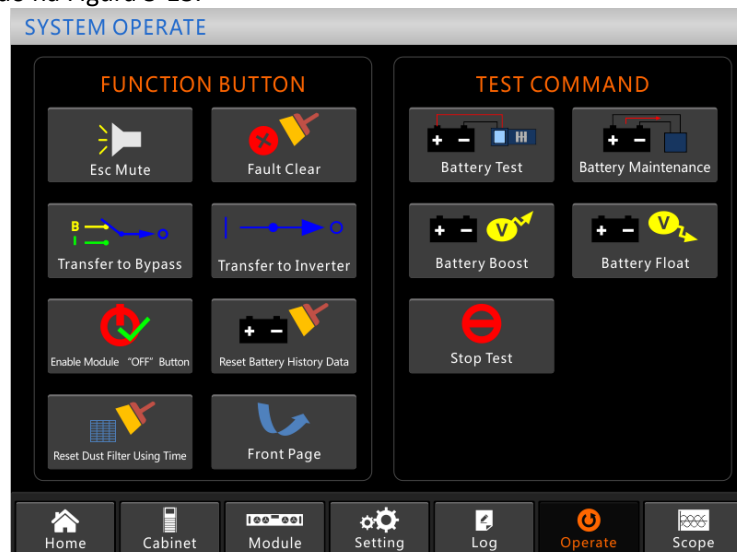 SYSTEM OPERATE
FUNCTION BUTTON
Esc Mute
Fault Clear
B
I
Transfer to Bypass
Transfer to Inverter
Enable Module “OFF” Button
Reset Battery History Data
Reset Dust Filter Using Time
Front Page
TEST COMMAND
Battery Test
Battery Maintenance
V
Battery Boost
V
Battery Float
Stop Test
Home
Cabinet
Module
Setting
Log
Operate
Scope